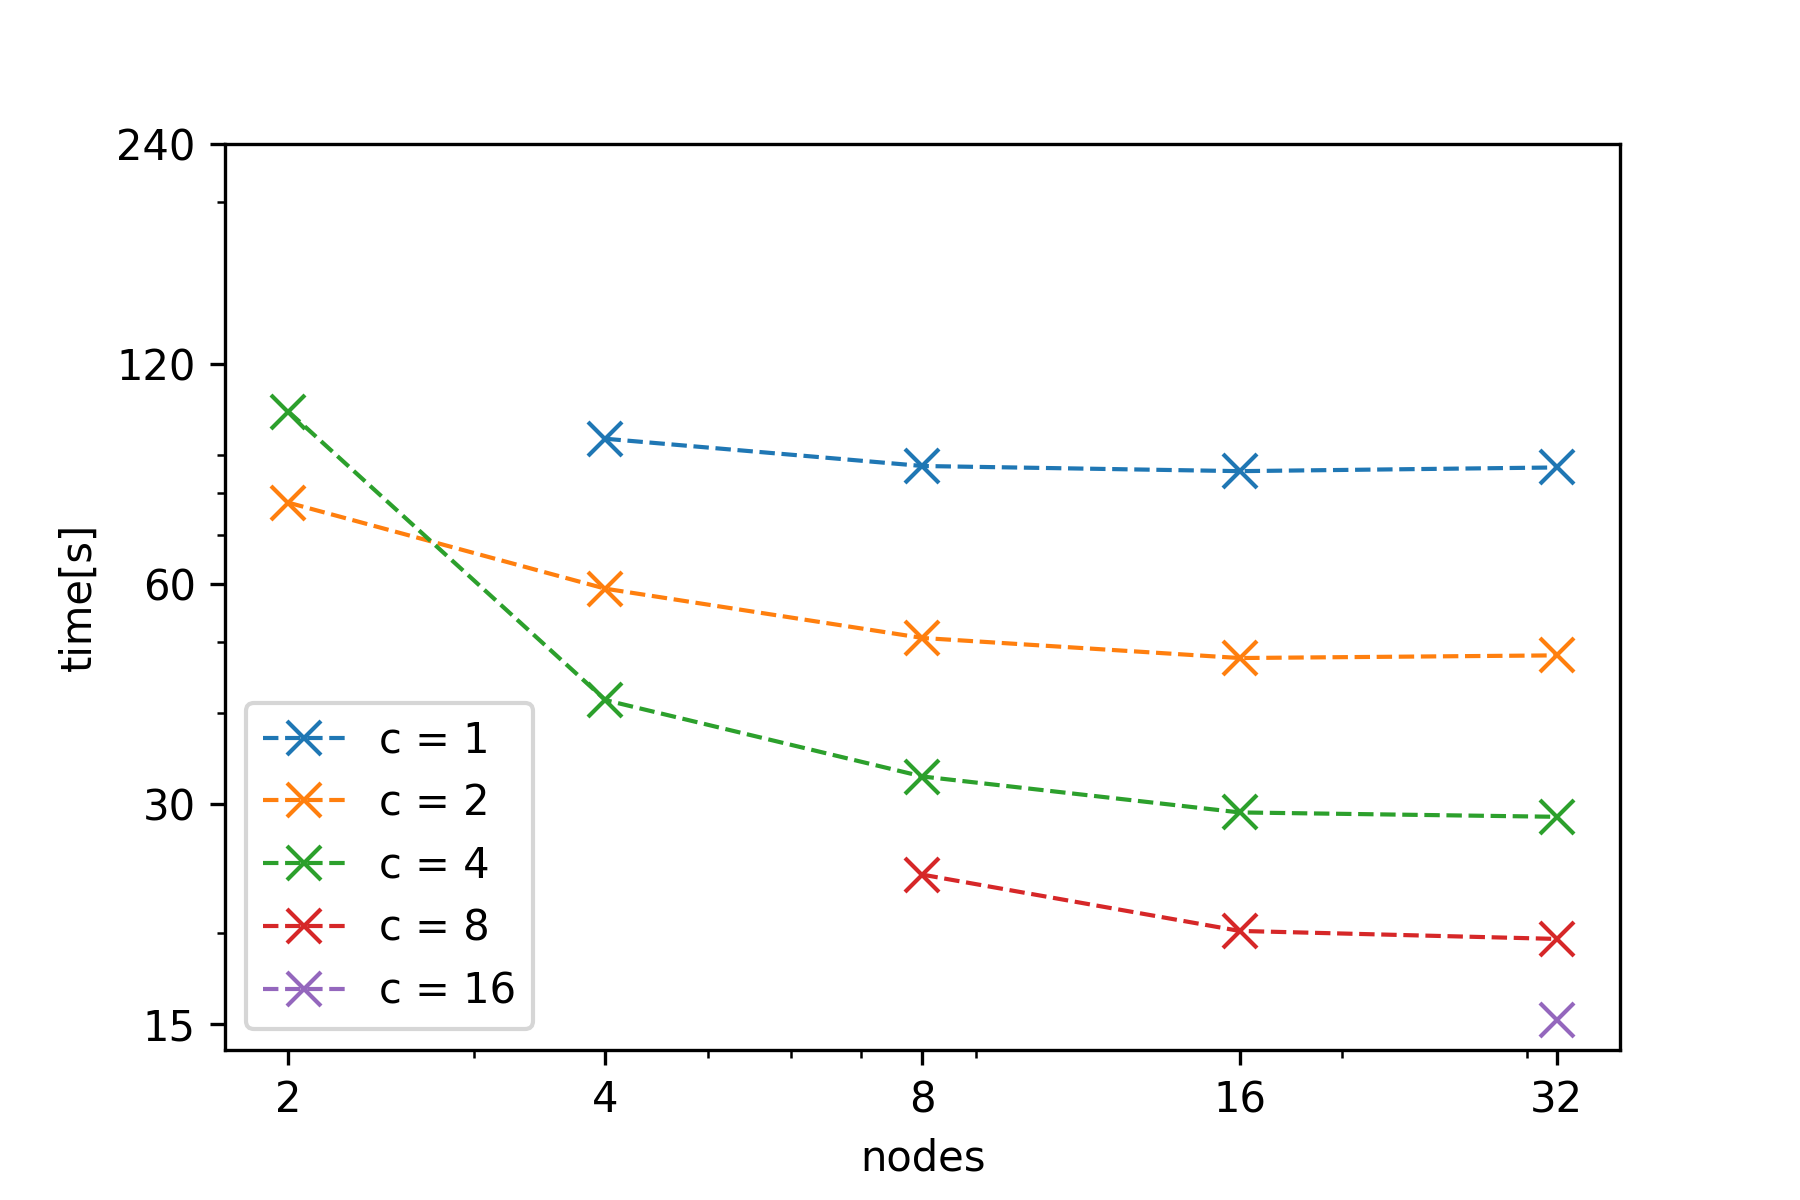 240
120
60
30
15
time[s]
c = 1
c = 2
c = 4
c = 8
c = 16
2 4 8 16 32
nodes